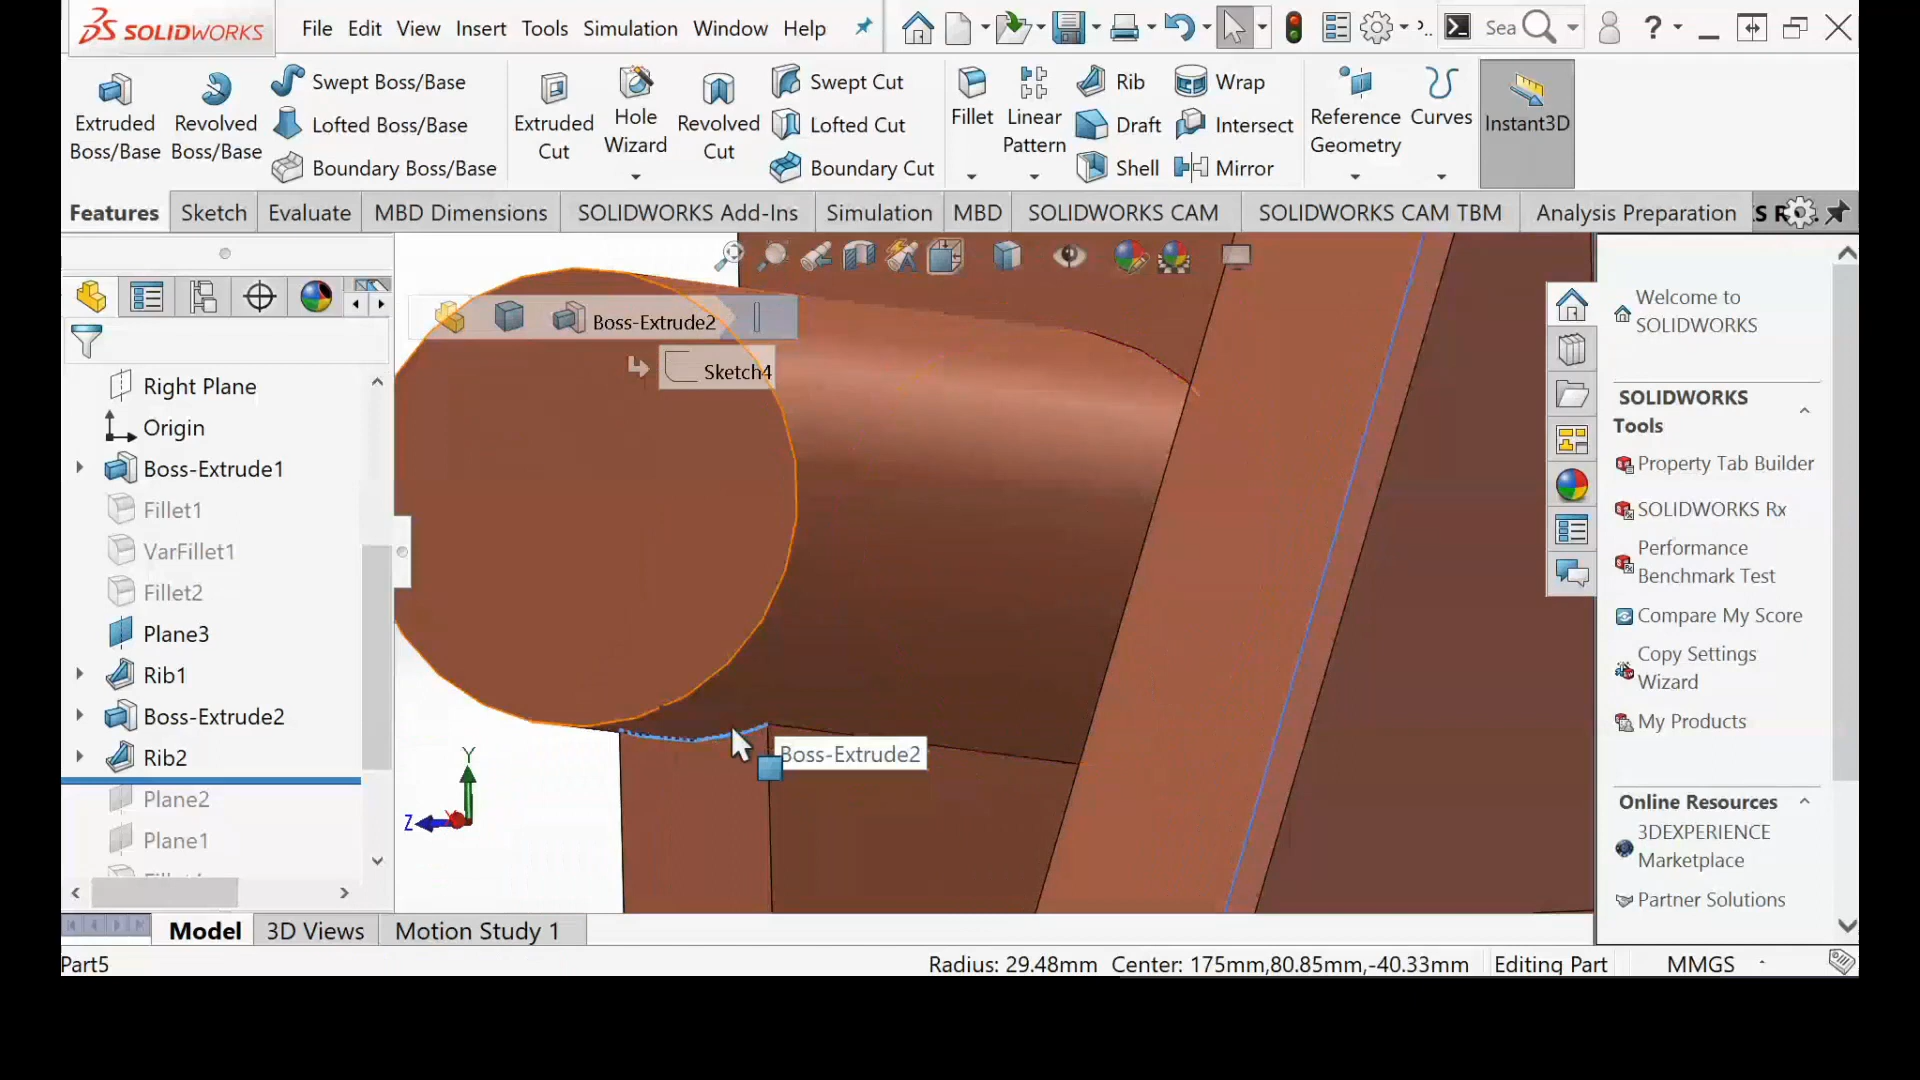 SOLIDWORKS
File Edit View Insert Tools Simulation Window Help
Sea
?
Extruded Boss/Base
Revolved Boss/Base
Swept Boss/Base
Lofted Boss/Base
Boundary Boss/Base
Extruded Cut
Hole Wizard
Revolved Cut
Swept Cut
Lofted Cut
Boundary Cut
Fillet
Linear Pattern
Rib
Draft
Shell
Wrap
Intersect
Mirror
Reference Geometry
Curves
Instant3D
Features Sketch Evaluate MBD Dimensions SOLIDWORKS Add-Ins Simulation MBD SOLIDWORKS CAM SOLIDWORKS CAM TBM Analysis Preparation
Right Plane
Origin
Boss-Extrude1
Fillet1
VarFillet1
Fillet2
Plane3
Rib1
Boss-Extrude2
Rib2
Plane2
Plane1
Boss-Extrude2
Sketch4
Boss-Extrude2
Y
Z
Welcome to
SOLIDWORKS
SOLIDWORKS
Tools
Property Tab Builder
SOLIDWORKS Rx
Performance
Benchmark Test
Compare My Score
Copy Settings
Wizard
My Products
Online Resources
3DEXPERIENCE
Marketplace
Partner Solutions
Model 3D Views Motion Study 1
Part5 Radius: 29.48mm Center: 175mm,80.85mm,-40.33mm Editing Part MMGS